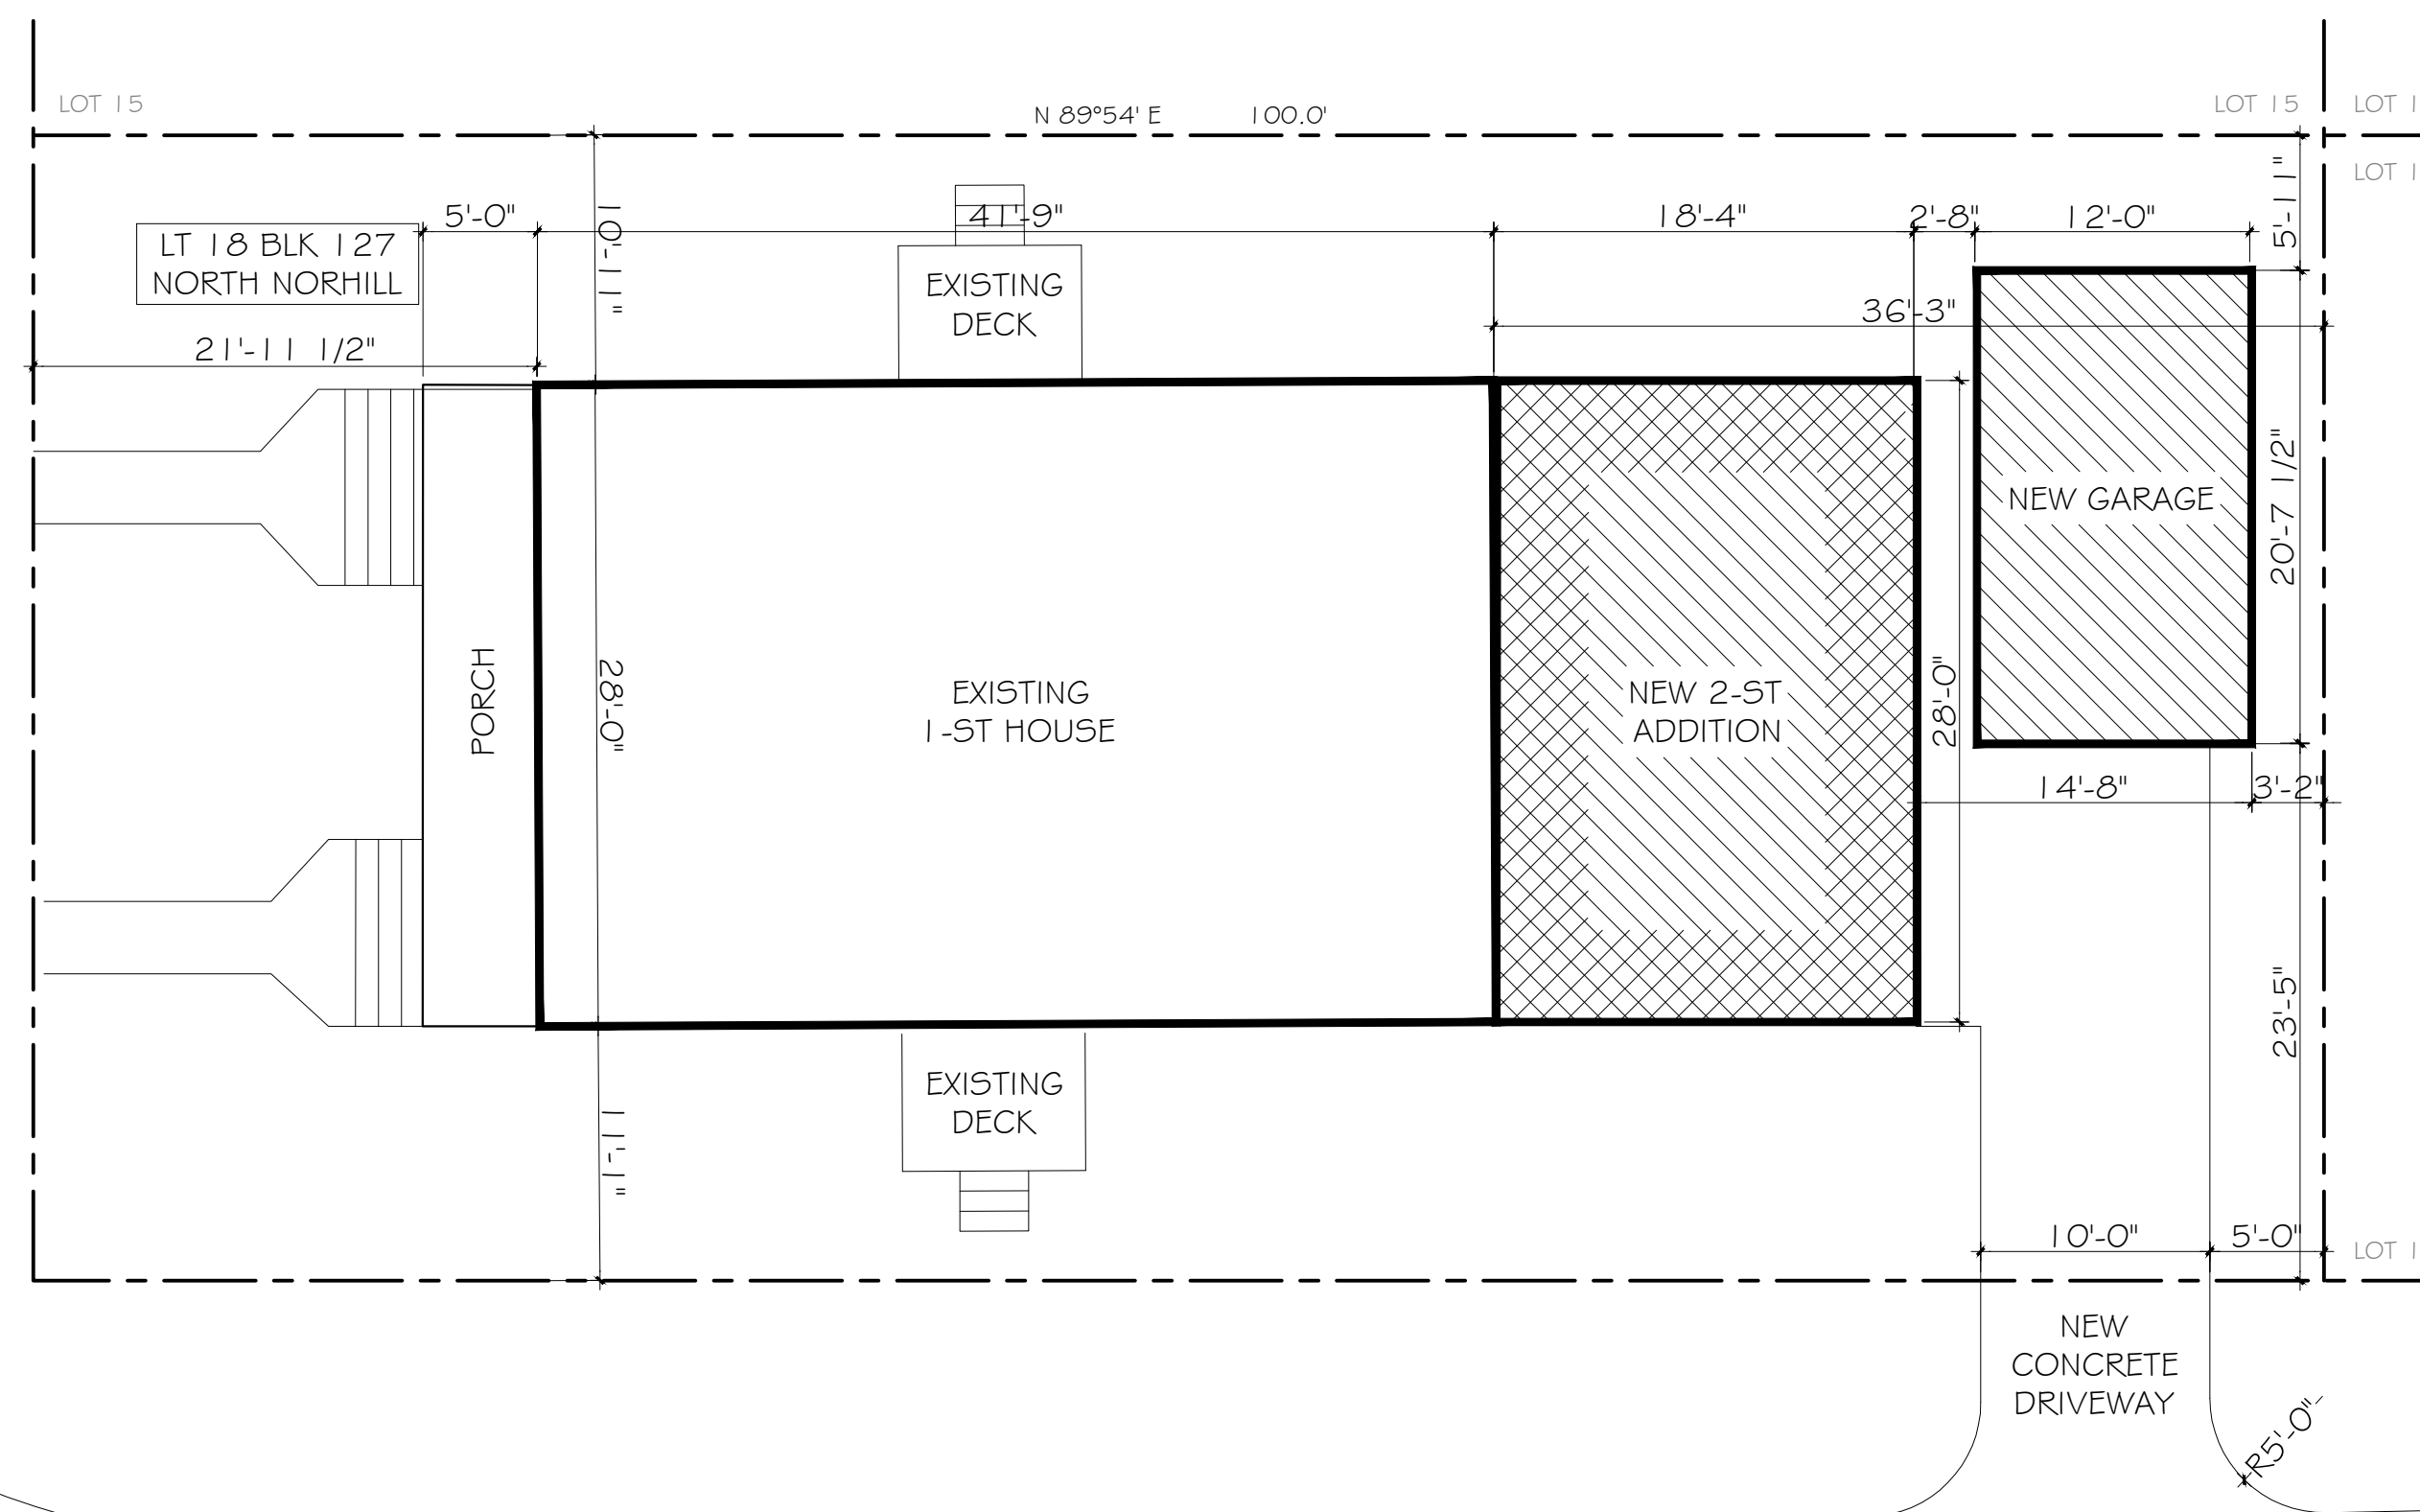 LOT 15
N 89°54' E 100.0'
LOT 15
LOT 1
LOT 1
5'-11"
5'-0"
41'-9"
18'-4"
2'-8"
12'-0"
10'-11"
LT 18 BLK 127
NORTH NORHILL
EXISTING
DECK
36'-3"
21'-11 1/2"
20'-7 1/2"
NEW GARAGE
PORCH
28'-0"
EXISTING
1-ST HOUSE
NEW 2-ST
ADDITION
28'-0"
14'-8"
3'-2"
23'-5"
EXISTING
DECK
11'-1"
10'-0"
5'-0"
LOT 1
NEW
CONCRETE
DRIVEWAY
R5'-0"